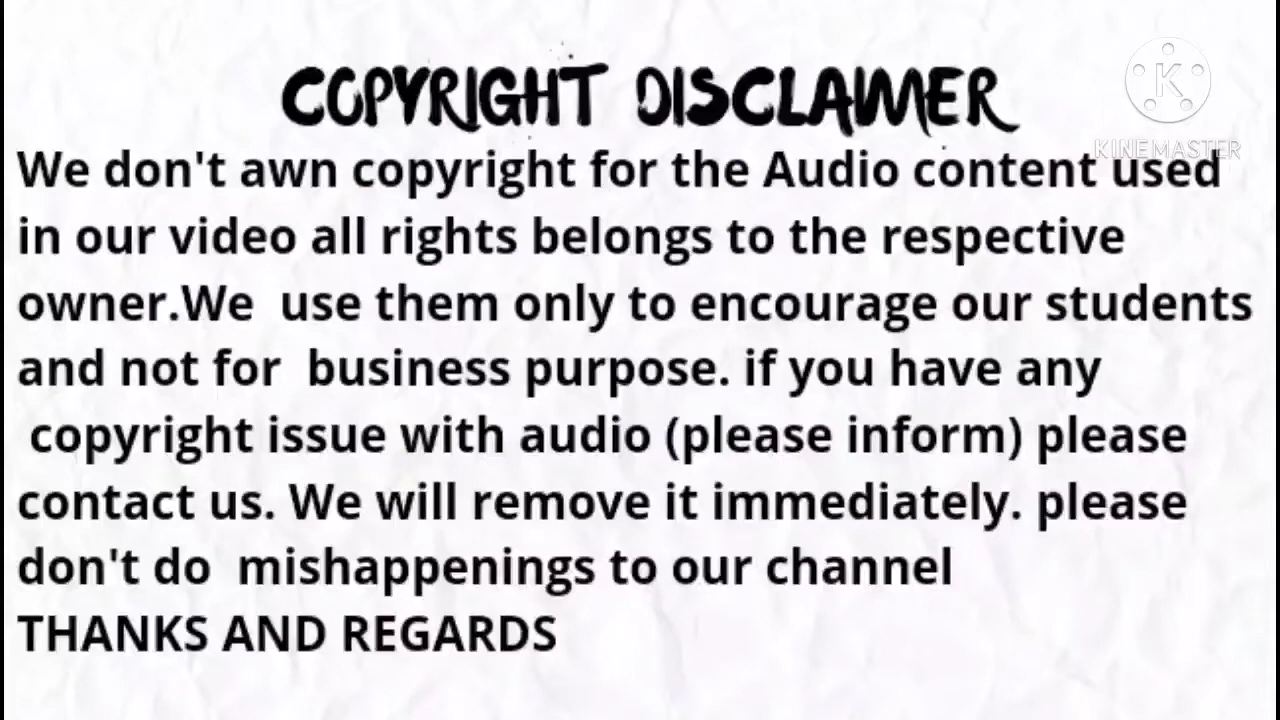 COPYRIGHT DISCLAIMER
K
KINEMASTER
We don't awn copyright for the Audio content used
in our video all rights belongs to the respective
owner.We  use them only to encourage our students
and not for  business purpose. if you have any
copyright issue with audio (please inform) please
contact us. We will remove it immediately. please
don't do  mishappenings to our channel
THANKS AND REGARDS